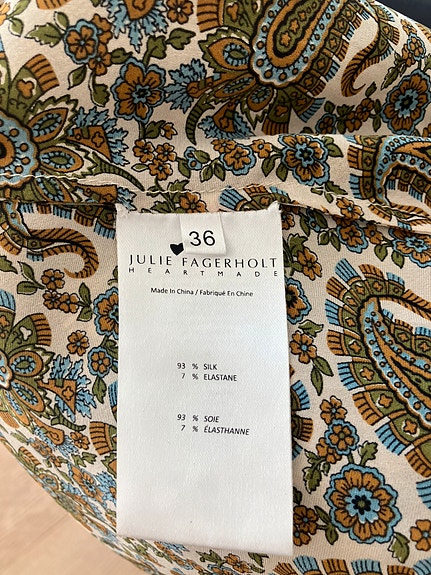 36
JULIE FAGERHOLT
HEARTMADE
Made In China / Fabriqué En Chine
93 % SILK
7 % ELASTANE
93 % SOIE
7 % ÉLASTHANNE